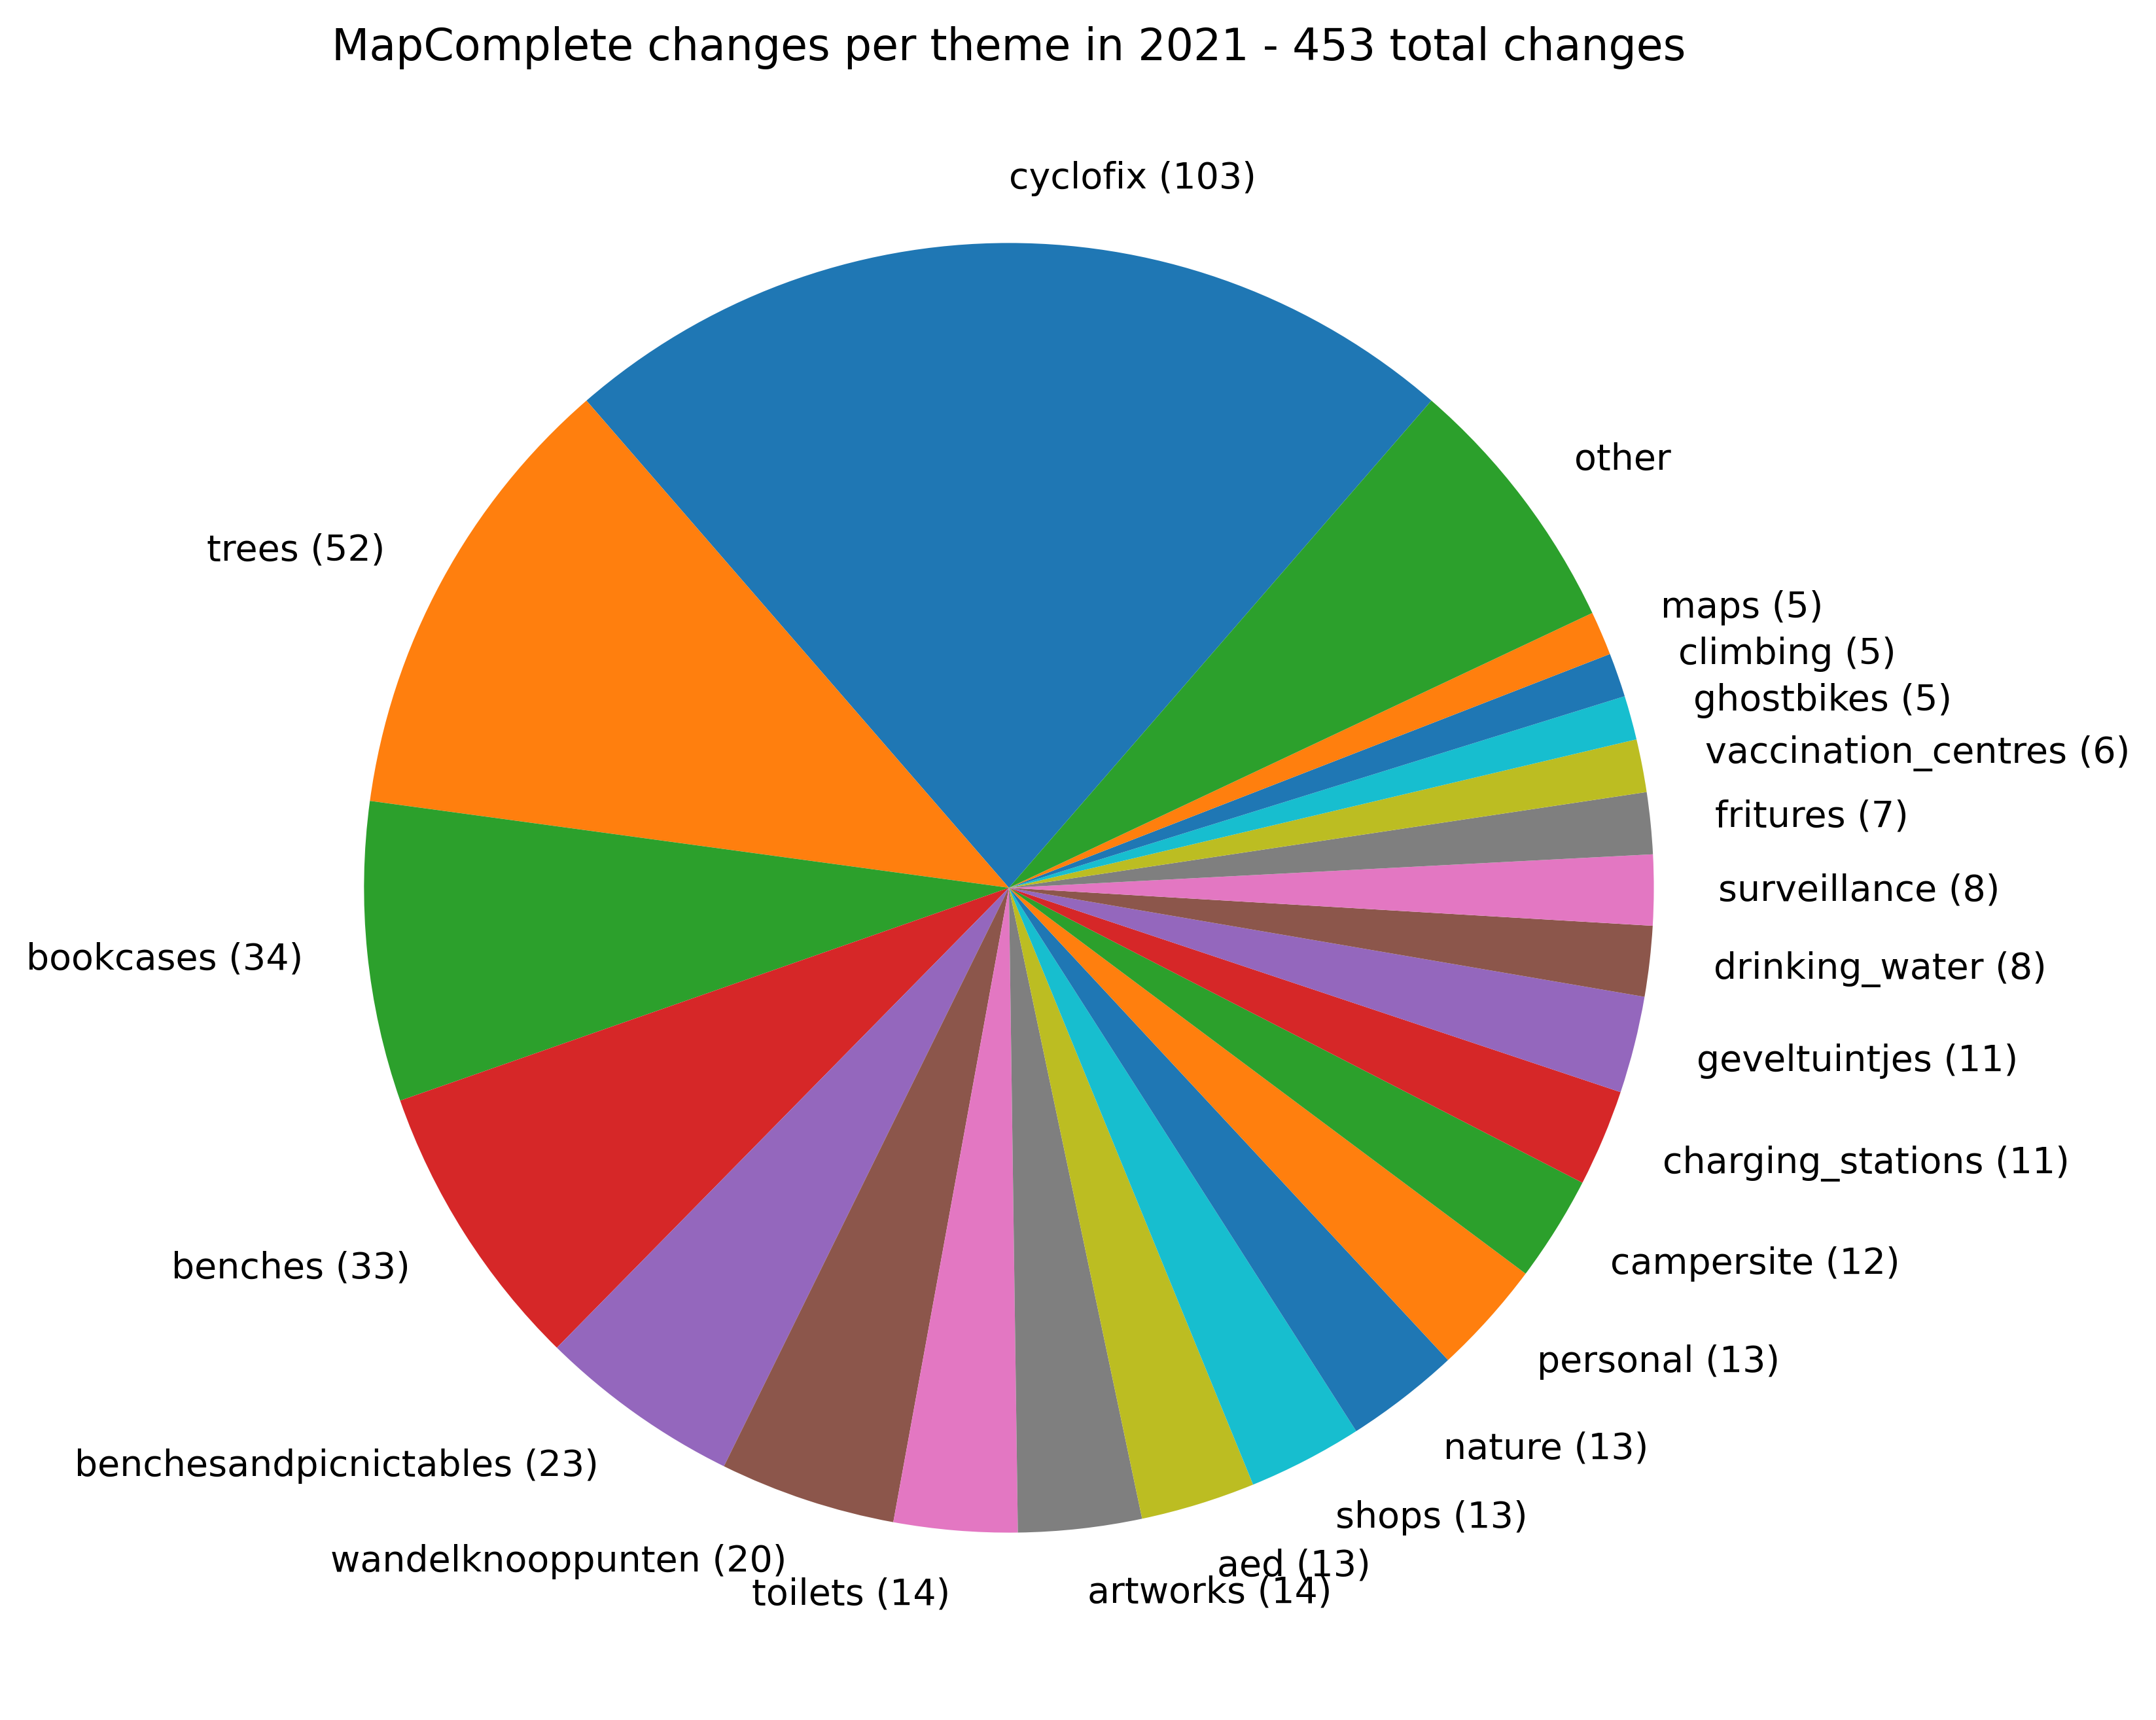 MapComplete changes per theme in 2021 - 453 total changes
cyclofix (103)
other
trees (52)
maps (5)
climbing (5)
ghostbikes (5)
vaccination_centres (6)
fritures (7)
surveillance (8)
bookcases (34)
drinking_water (8)
geveltuintjes (11)
charging_stations (11)
benches (33)
campersite (12)
personal (13)
nature (13)
benchesandpicnictables (23)
shops (13)
wandelknooppunten (20)
aed (13)
toilets (14)
artworks (14)